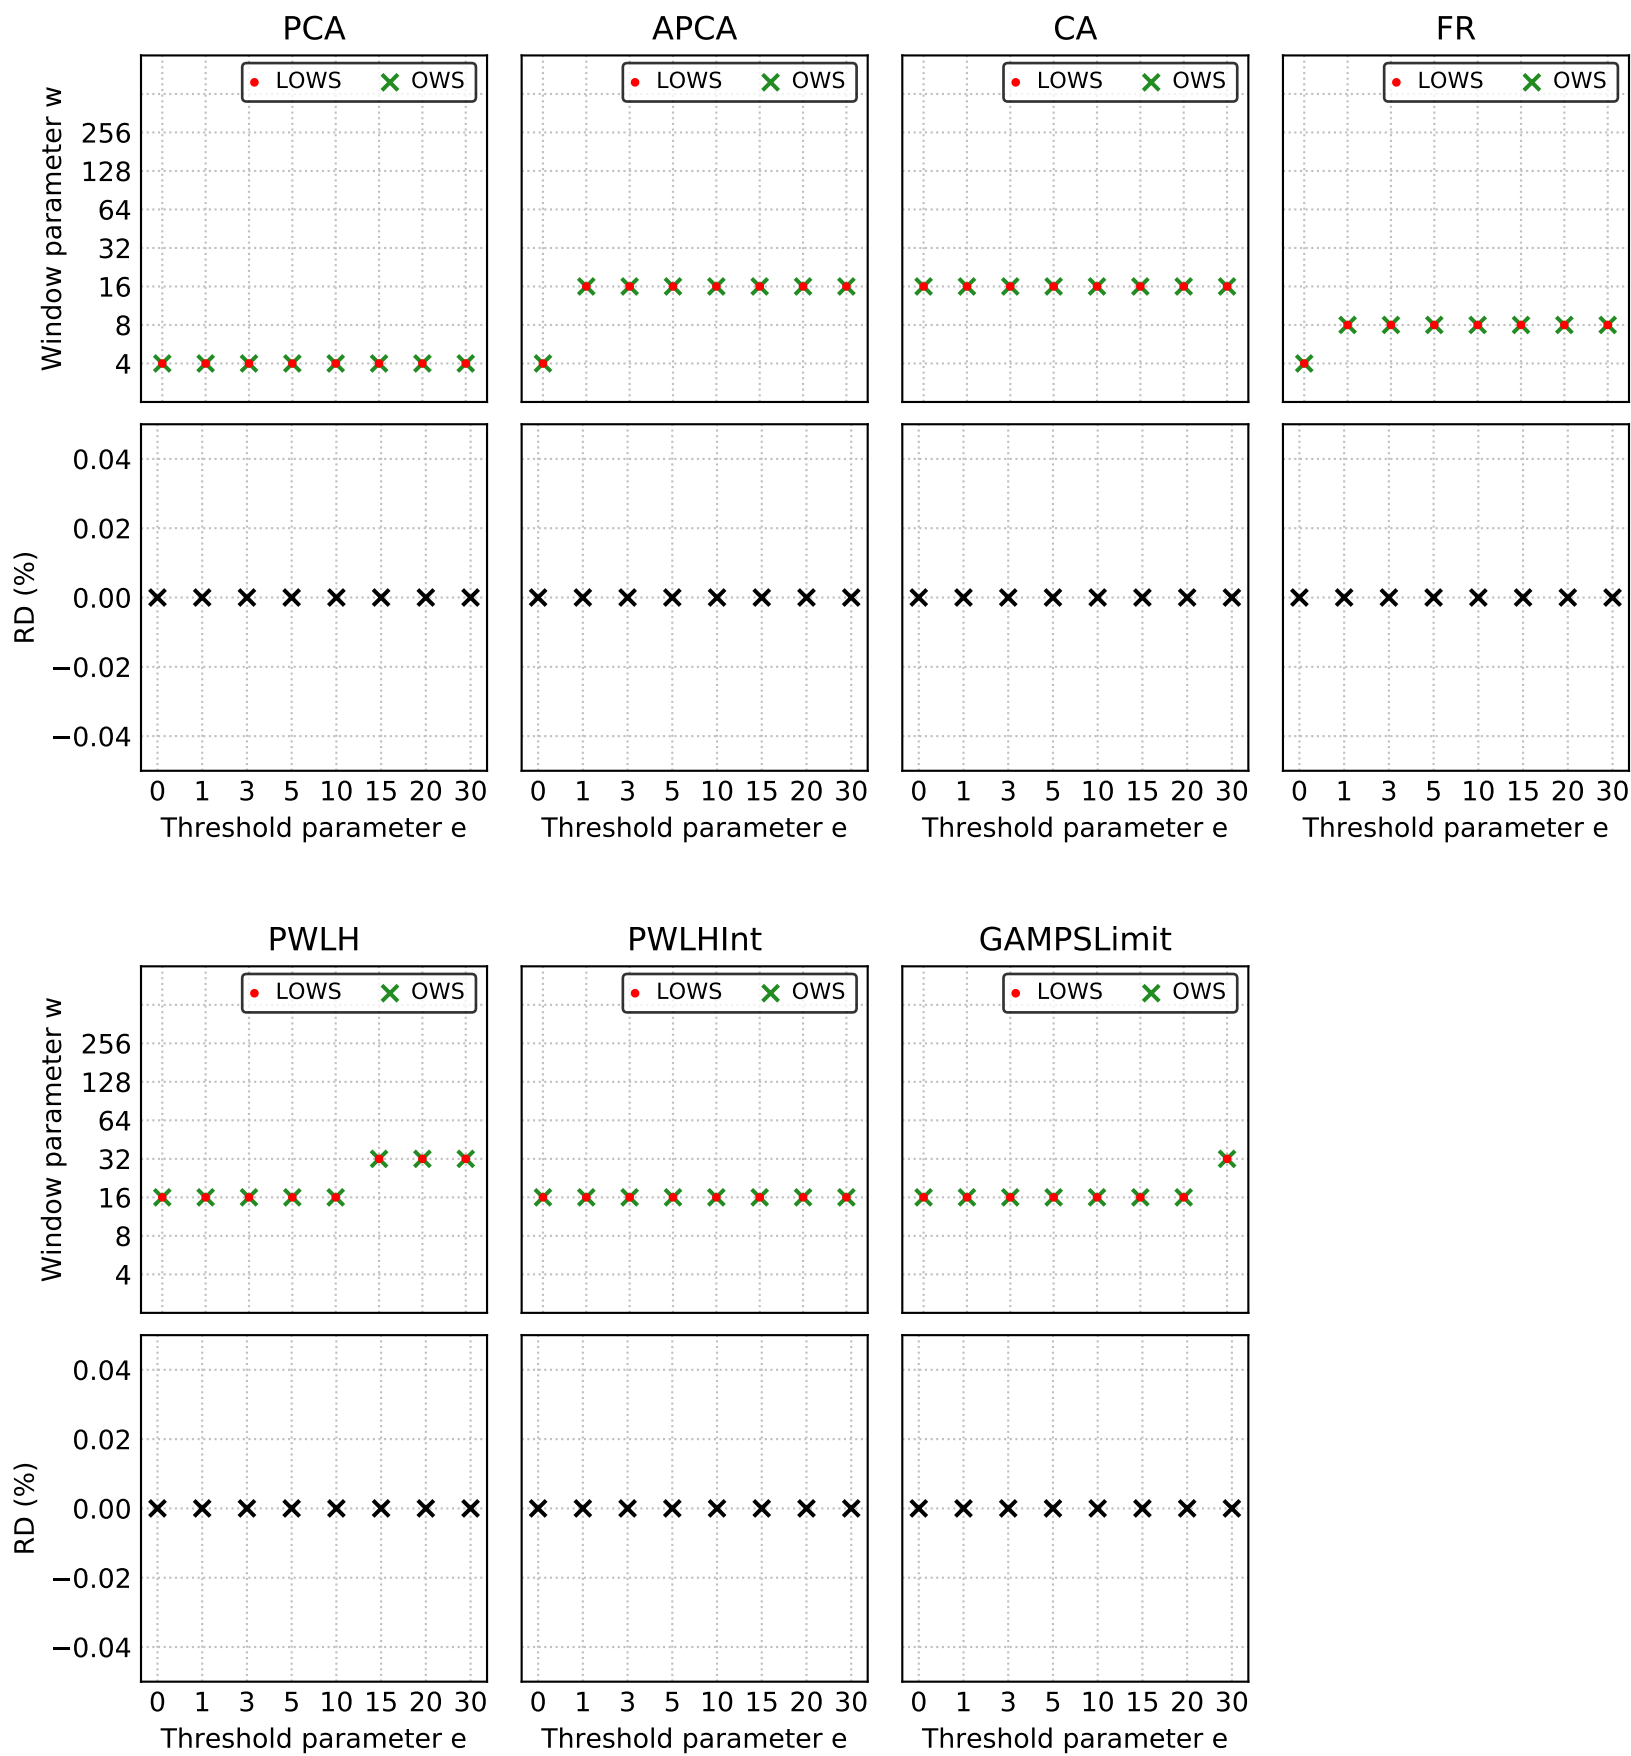 PCA APCA CA FR
LOWS OWS LOWS OWS LOWS OWS LOWS OWS
Window parameter w
256
128
64
32
16
8
4
RD (%)
0.04
0.02
0.00
−0.02
−0.04
0 1 3 5 10 15 20 30 0 1 3 5 10 15 20 30 0 1 3 5 10 15 20 30 0 1 3 5 10 15 20 30
Threshold parameter e Threshold parameter e Threshold parameter e Threshold parameter e
PWLH PWLHInt GAMPSLimit
LOWS OWS LOWS OWS LOWS OWS
Window parameter w
256
128
64
32
16
8
4
RD (%)
0.04
0.02
0.00
−0.02
−0.04
0 1 3 5 10 15 20 30 0 1 3 5 10 15 20 30 0 1 3 5 10 15 20 30
Threshold parameter e Threshold parameter e Threshold parameter e